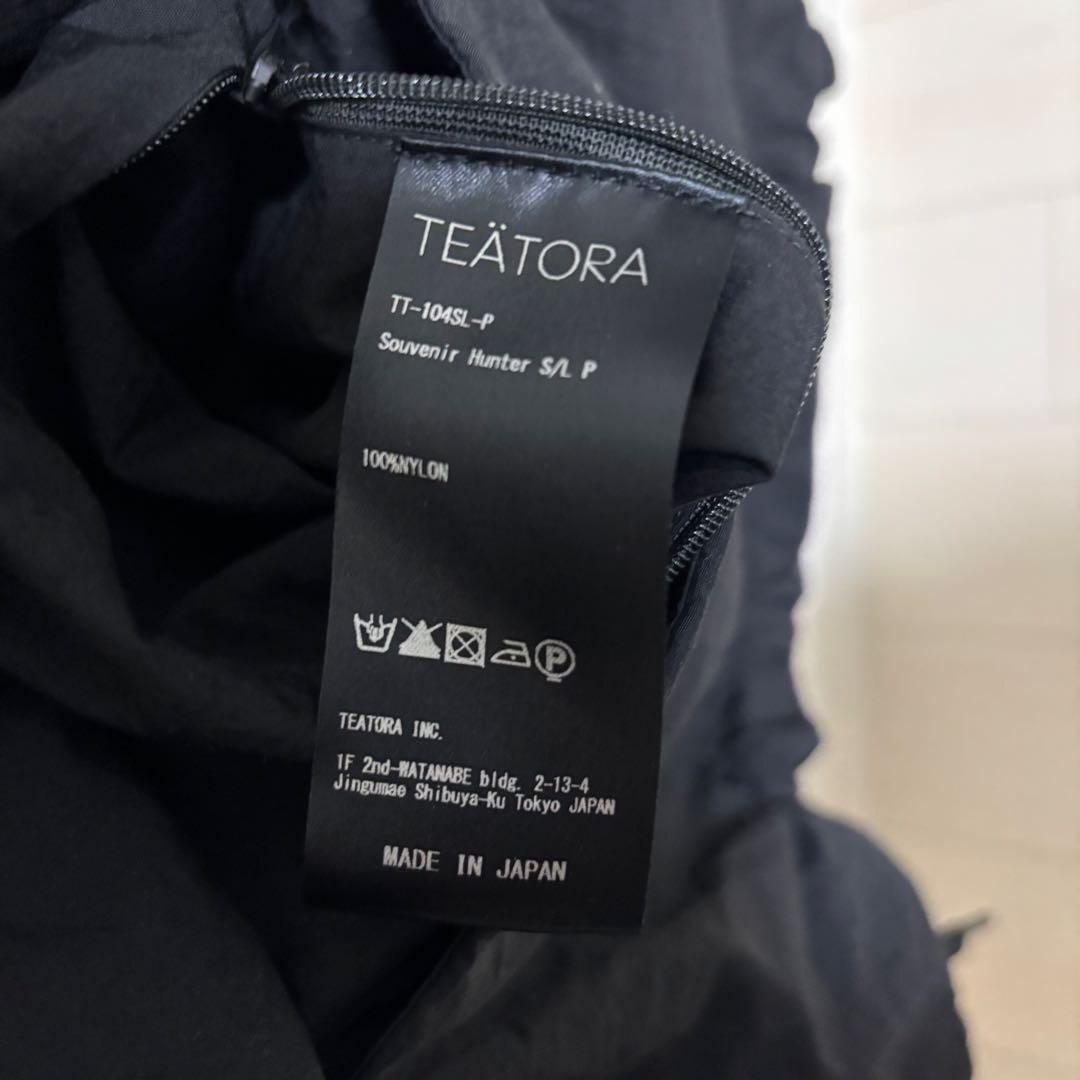 TEÄTORA
TT-104SL-P
Souvenir Hunter S/L P
100%NYLON
P
TEATORA INC.
1F 2nd-WATANABE bldg. 2-13-4
Jingumae Shibuya-Ku Tokyo JAPAN
MADE IN JAPAN